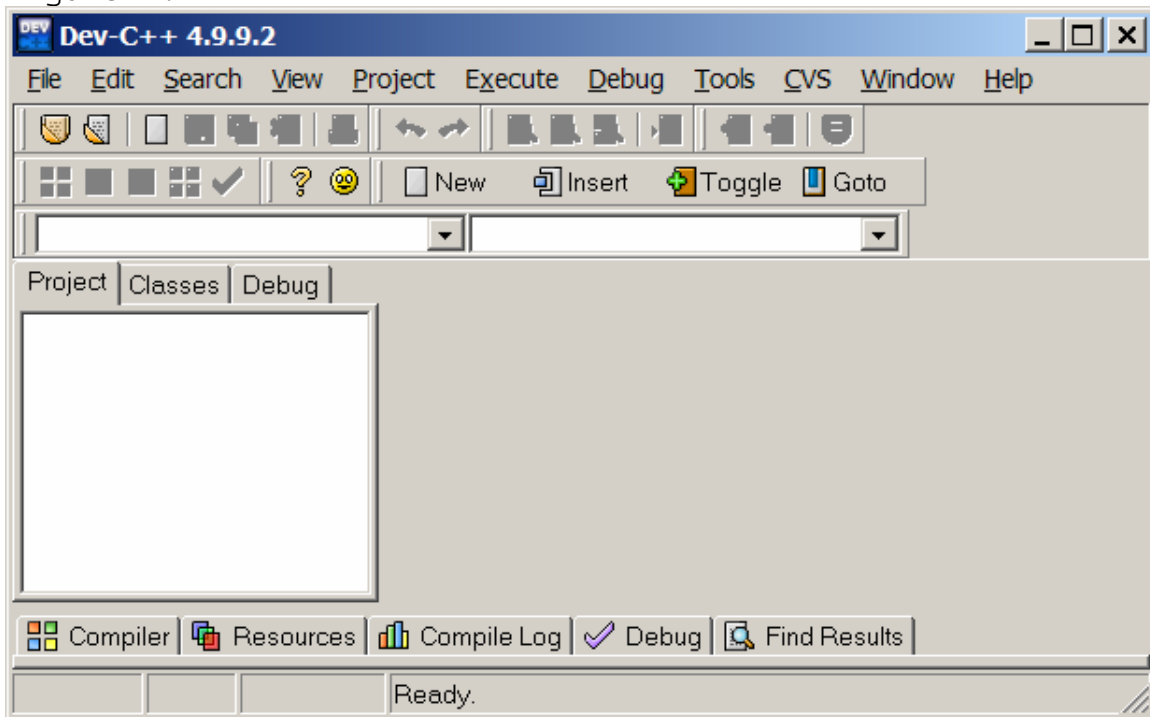 DEV
Dev-C++ 4.9.9.2
File Edit Search View Project Execute Debug Tools CVS Window Help
New Insert Toggle Goto
Project Classes Debug
Compiler Resources Compile Log Debug Find Results
Ready.